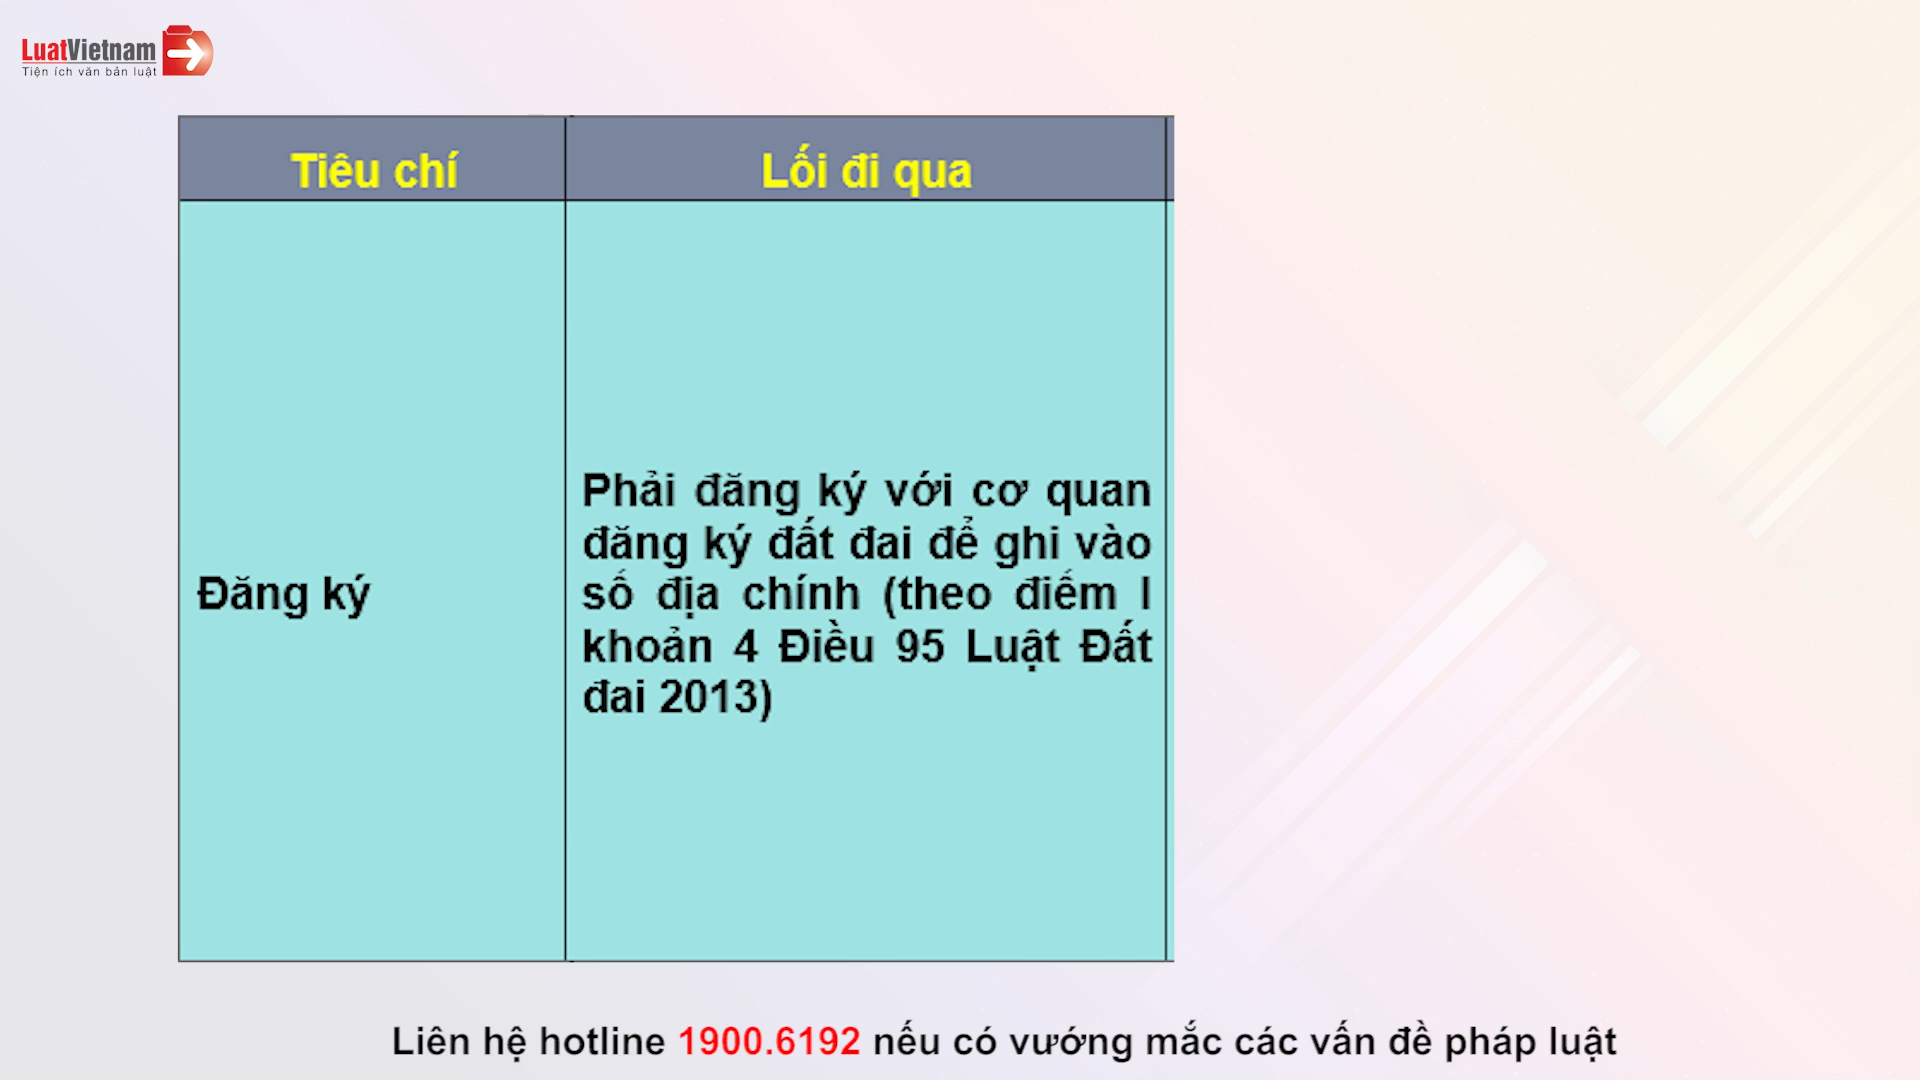 LuatVietnam
Tiện ích văn bản luật
Tiêu chí
Lối đi qua
Đăng ký
Phải đăng ký với cơ quan
đăng ký đất đai để ghi vào
sổ địa chính (theo điểm l
khoản 4 Điều 95 Luật Đất
đai 2013)
Liên hệ hotline 1900.6192 nếu có vướng mắc các vấn đề pháp luật